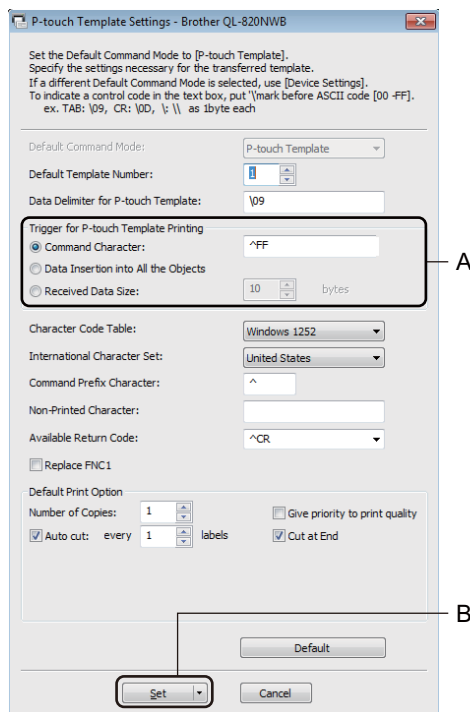 P-touch Template Settings - Brother QL-820NWB
Set the Default Command Mode to [P-touch Template].
Specify the settings necessary for the transferred template.
If a different Default Command Mode is selected, use [Device Settings].
To indicate a control code in the text box, put '\'mark before ASCII code [00 -FF].
ex. TAB: \09, CR: \0D, \: \\ as 1byte each
Default Command Mode: P-touch Template
Default Template Number: 1
Data Delimiter for P-touch Template: \09
Trigger for P-touch Template Printing
Command Character: ^FF
A
Data Insertion into All the Objects
Received Data Size: 10 bytes
Character Code Table: Windows 1252
International Character Set: United States
Command Prefix Character: ^
Non-Printed Character:
Available Return Code: ^CR
Replace FNC1
Default Print Option
Number of Copies: 1 Give priority to print quality
Auto cut: every 1 labels Cut at End
B
Default
Set Cancel